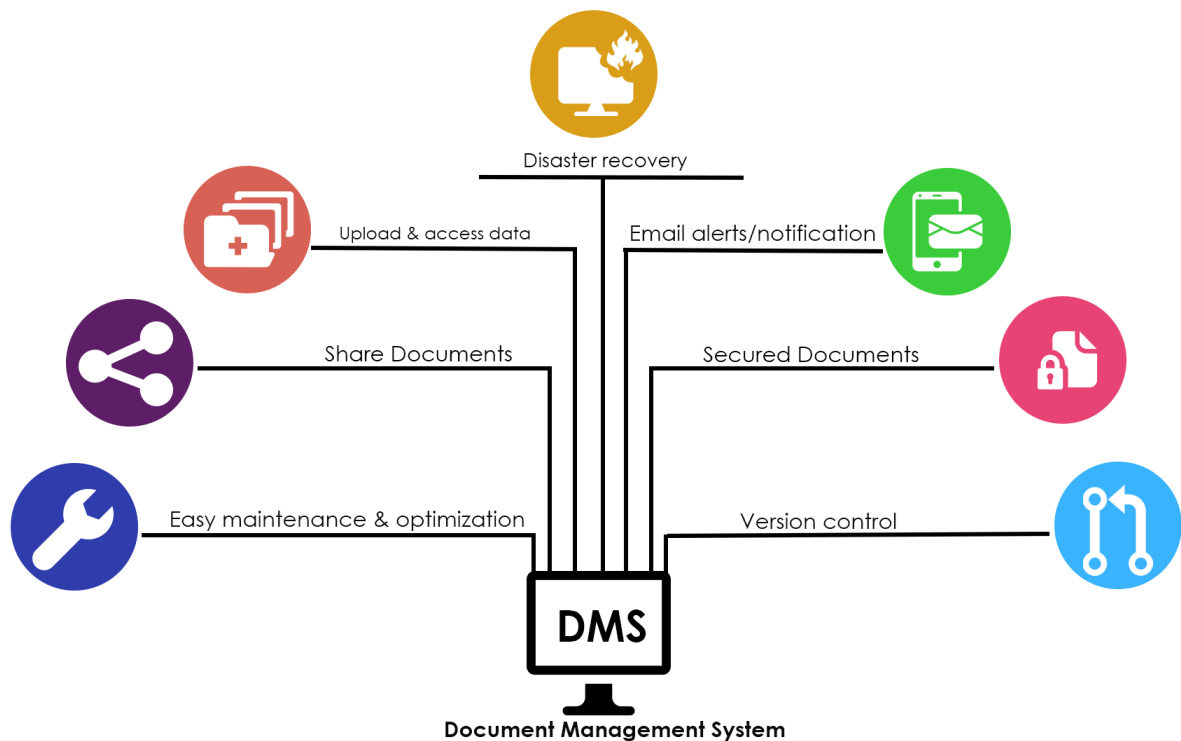 Disaster recovery
Upload & access data
Email alerts/notification
Share Documents
Secured Documents
Easy maintenance & optimization
Version control
DMS
Document Management System